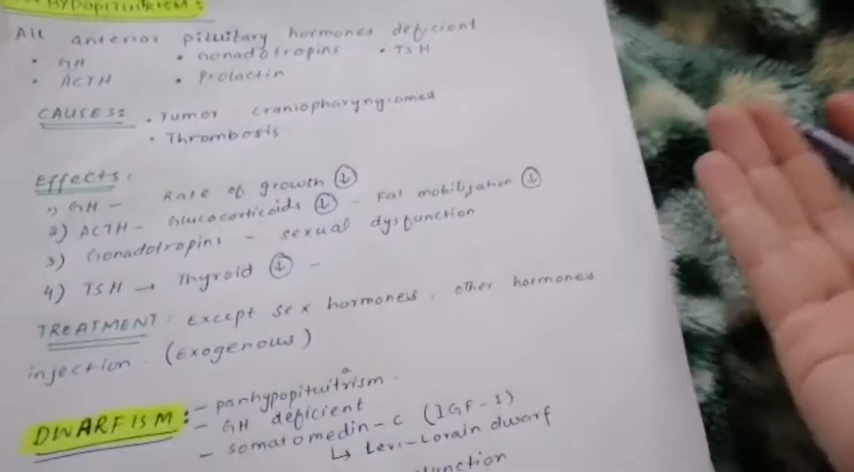 HYPOPITUITRISM:
All anterior pituitary hormones deficient
• GH • Gonadotropins • TSH
• ACTH • Prolactin
CAUSES: • Tumor craniopharyngiomas
• Thrombosis
Effects:
1) GH - Rate of growth ↓
2) ACTH - Glucocorticoids ↓ - Fat mobilization ↓
3) Gonadotropins - sexual dysfunction
4) TSH → Thyroid ↓ -
TREATMENT: Except sex hormones, other hormones
injection. (Exogenous)
DWARFISM: - panhypopituitrism.
- GH deficient
- somatomedin-c (IGF-1)
↳ Levi-Lorain dwarf